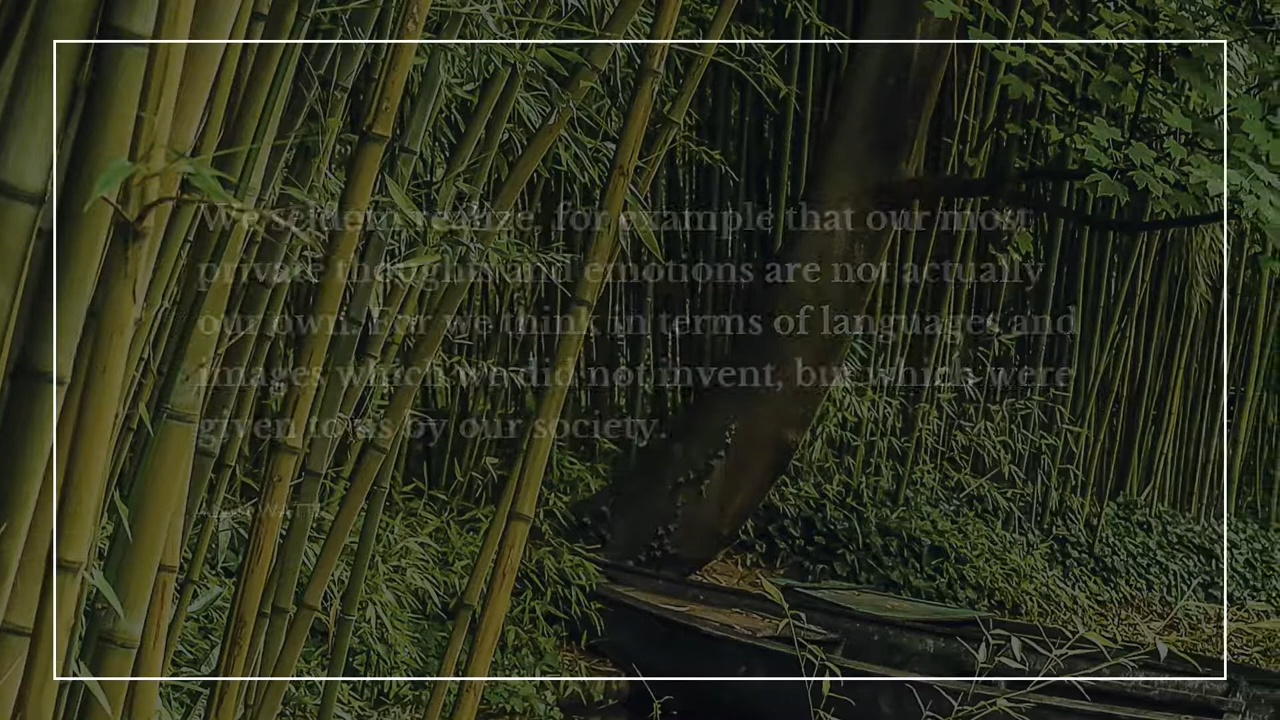 We seldom realize, for example that our most
private thoughts and emotions are not actually
our own. For we think in terms of languages and
images which we did not invent, but which were
given to us by our society.
ALAN WATTS